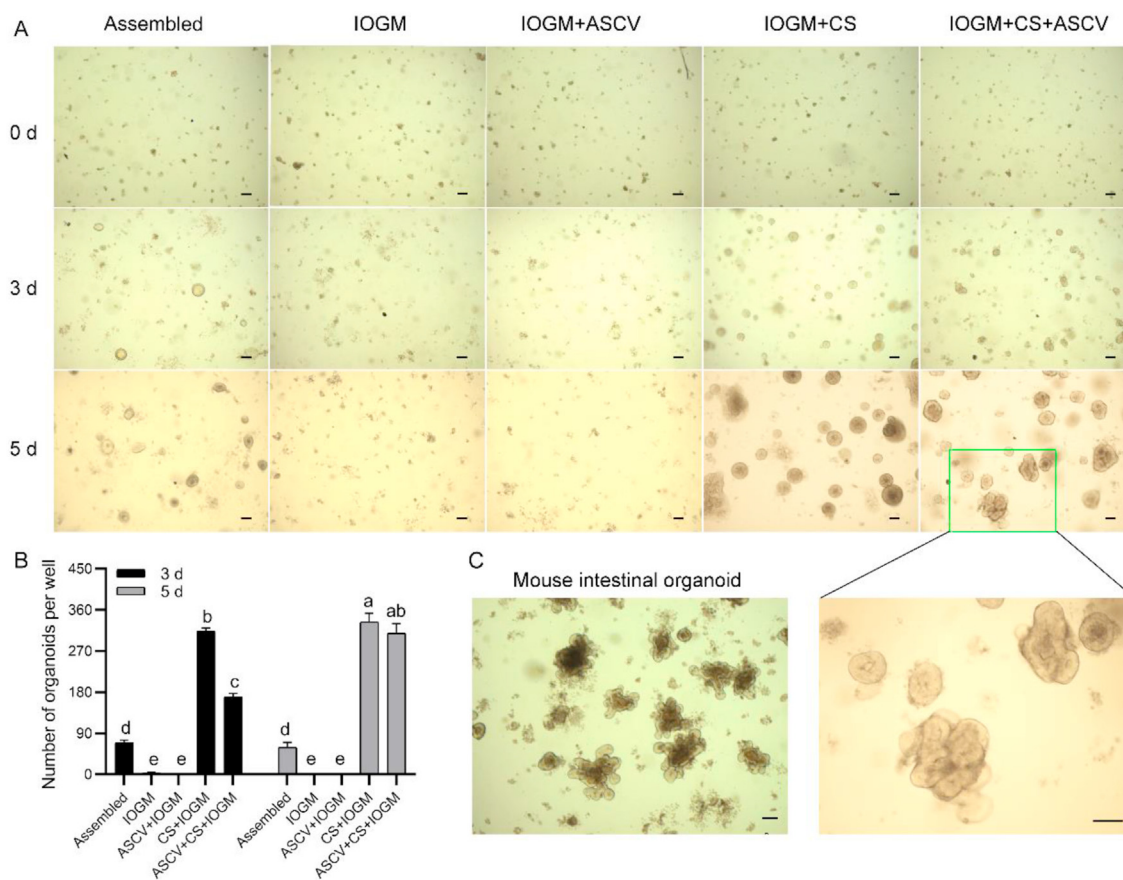 A
Assembled
IOGM
IOGM+ASCV
IOGM+CS
IOGM+CS+ASCV
0 d
3 d
5 d
B
Number of organoids per well
450
360
270
180
90
0
3 d
5 d
d
e
e
b
c
d
e
e
a
ab
Assembled
IOGM
ASCV+IOGM
CS+IOGM
ASCV+CS+IOGM
Assembled
IOGM
ASCV+IOGM
CS+IOGM
ASCV+CS+IOGM
C
Mouse intestinal organoid